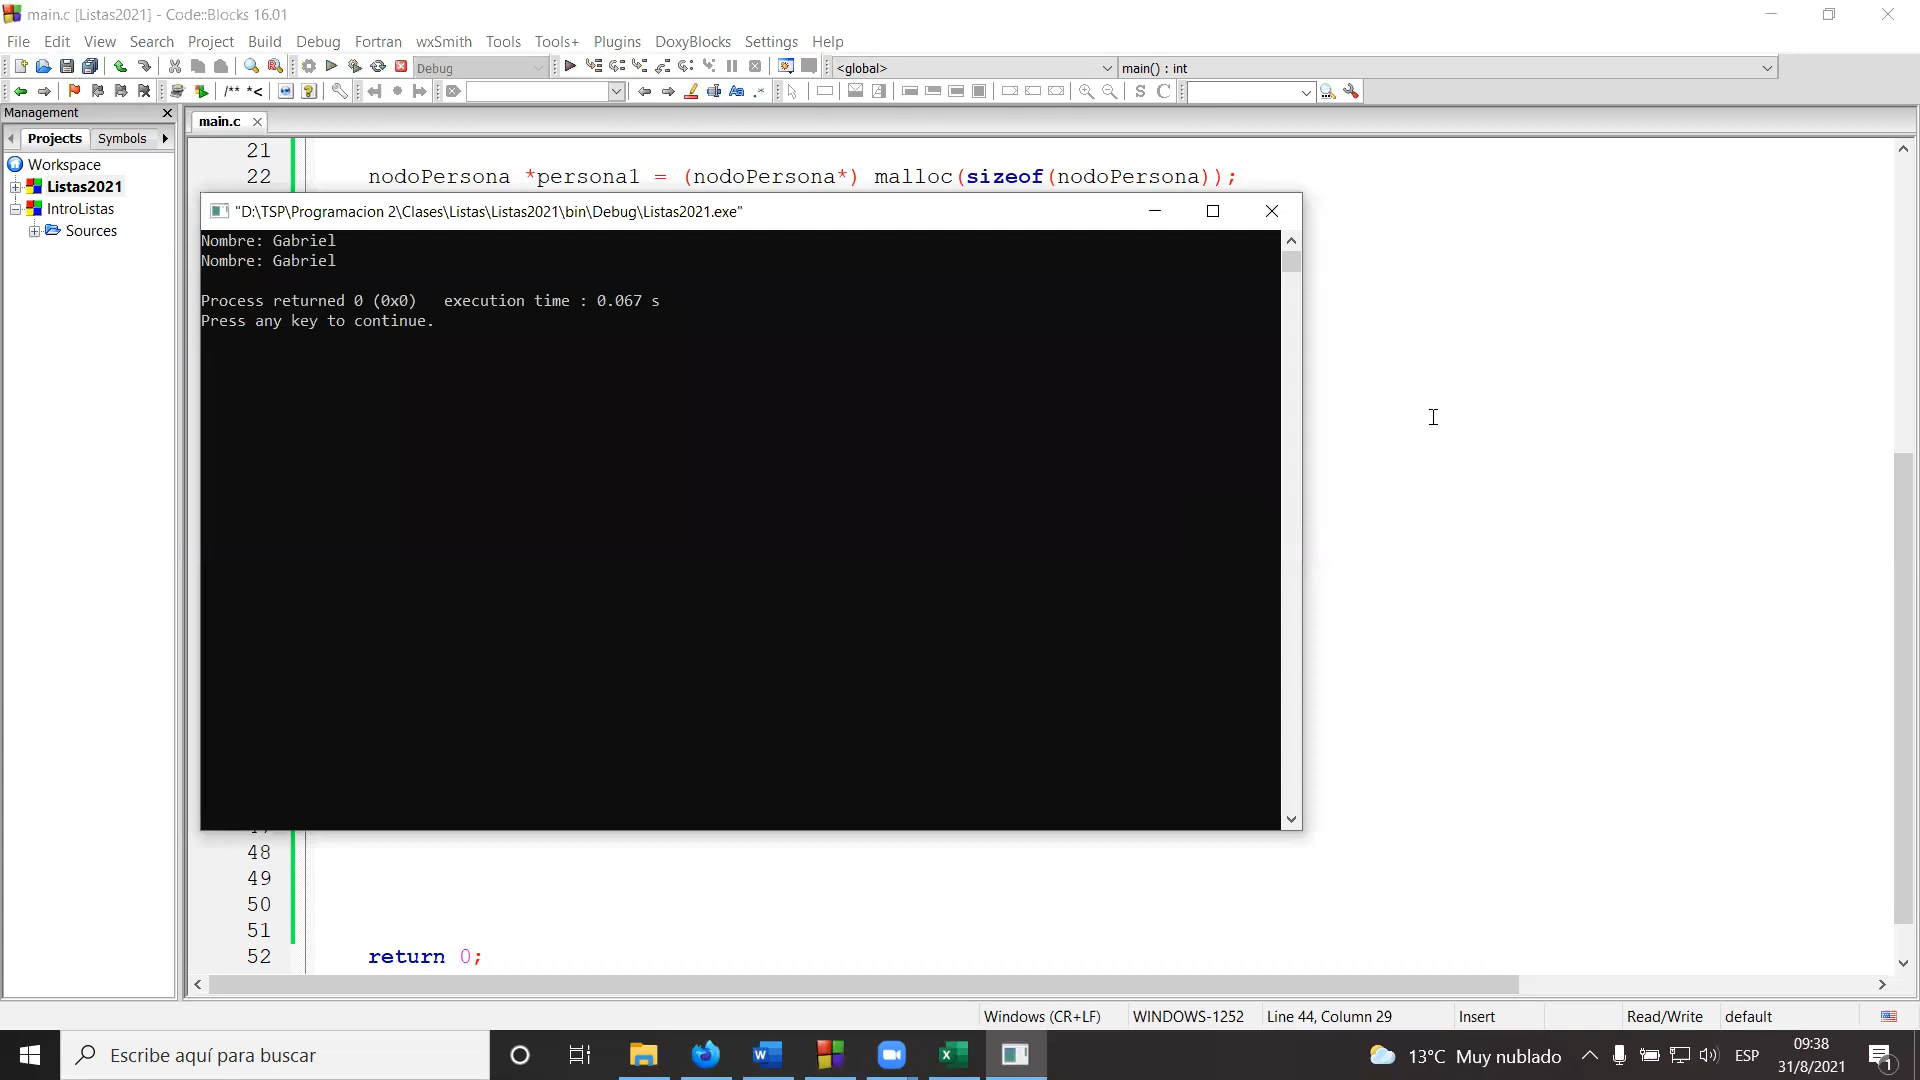 main.c [Listas2021] - Code::Blocks 16.01
File Edit View Search Project Build Debug Fortran wxSmith Tools Tools+ Plugins DoxyBlocks Settings Help
Debug
<global>
main() : int
/** *<
S C
Management
main.c
Projects Symbols
Workspace
Listas2021
IntroListas
Sources
21
22 nodoPersona *persona1 = (nodoPersona*) malloc(sizeof(nodoPersona));
"D:\TSP\Programacion 2\Clases\Listas\Listas2021\bin\Debug\Listas2021.exe"
Nombre: Gabriel
Nombre: Gabriel
Process returned 0 (0x0) execution time : 0.067 s
Press any key to continue.
48
49
50
51
52 return 0;
Windows (CR+LF) WINDOWS-1252 Line 44, Column 29 Insert Read/Write default
Escribe aquí para buscar
13°C Muy nublado
ESP
09:38
31/8/2021
1